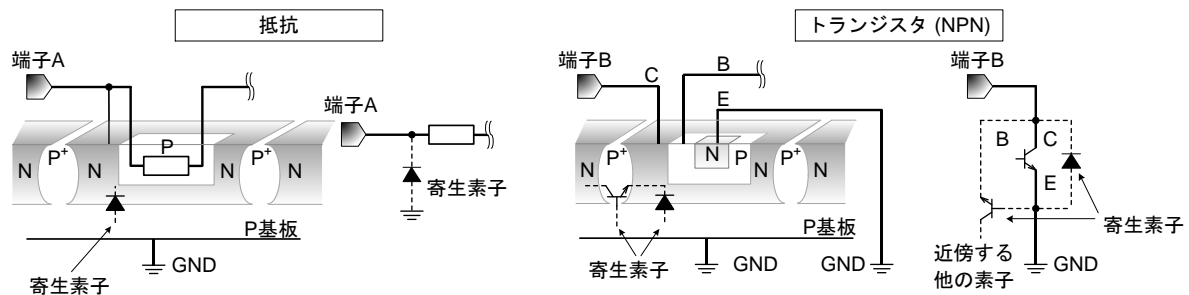 抵抗
端子A
P
N
P+
N
N
P+
N
P基板
GND
寄生素子
端子A
寄生素子
トランジスタ (NPN)
端子B
C
B
E
N
P+
N
N
P
N
P+
N
P基板
GND
GND
寄生素子
端子B
B
C
E
寄生素子
近傍する
他の素子
GND